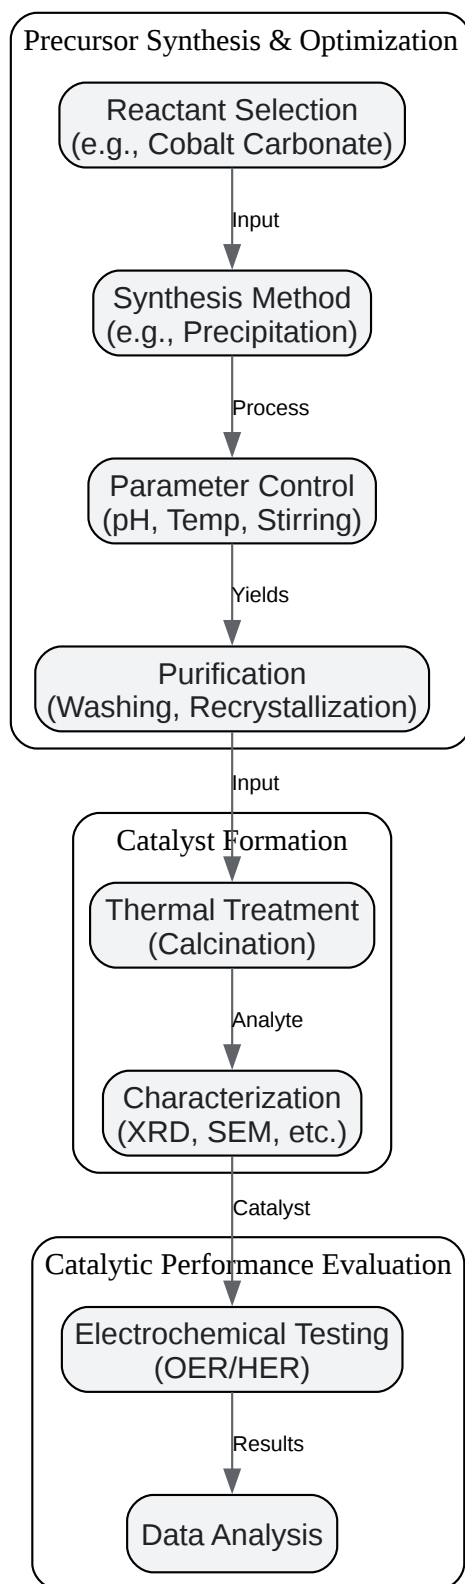 Precursor Synthesis & Optimization
Reactant Selection
(e.g., Cobalt Carbonate)
Input
Synthesis Method
(e.g., Precipitation)
Process
Parameter Control
(pH, Temp, Stirring)
Yields
Purification
(Washing, Recrystallization)
Input
Catalyst Formation
Thermal Treatment
(Calcination)
Analyte
Characterization
(XRD, SEM, etc.)
Catalyst
Catalytic Performance Evaluation
Electrochemical Testing
(OER/HER)
Results
Data Analysis